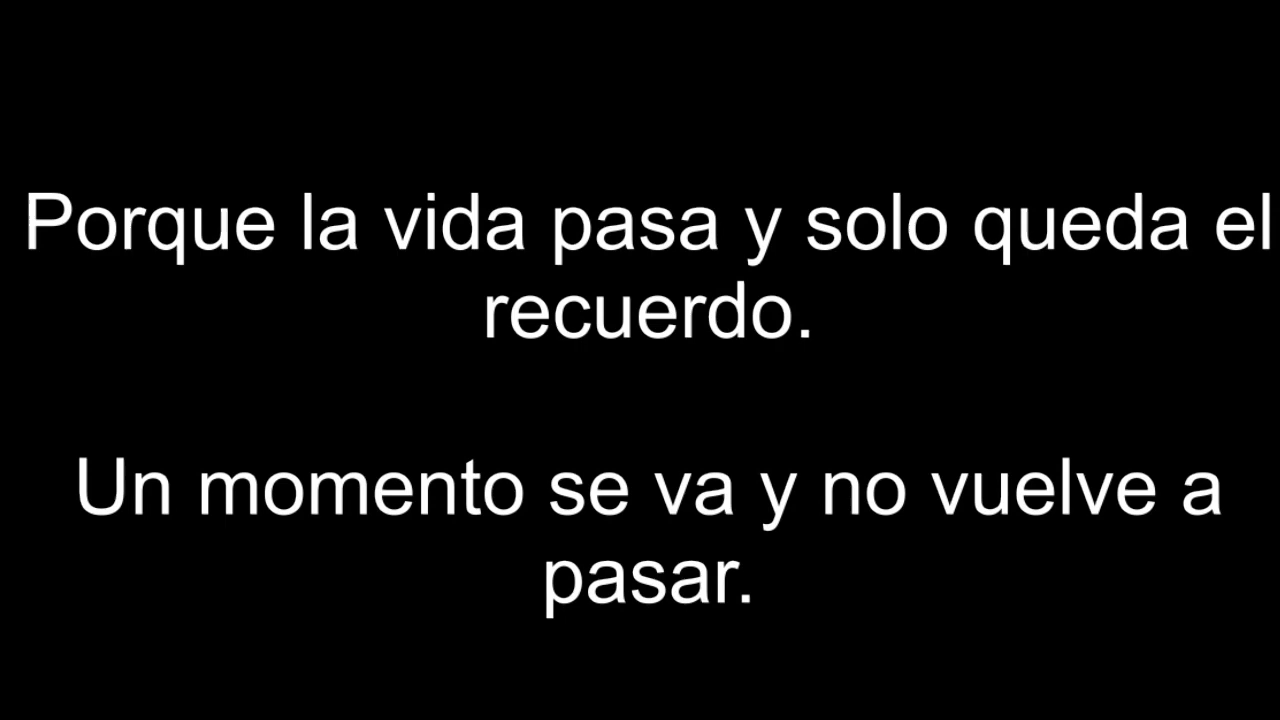 Porque la vida pasa y solo queda el
recuerdo.
Un momento se va y no vuelve a
pasar.